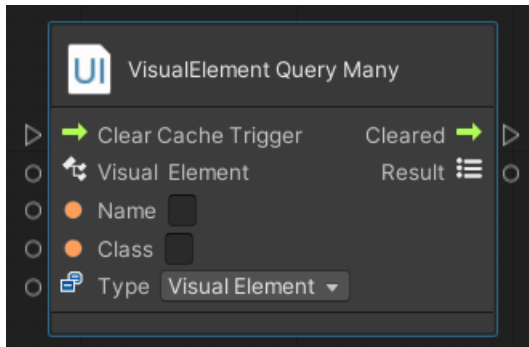 UI VisualElement Query Many
Clear Cache Trigger Cleared
Visual Element Result
Name
Class
Type Visual Element